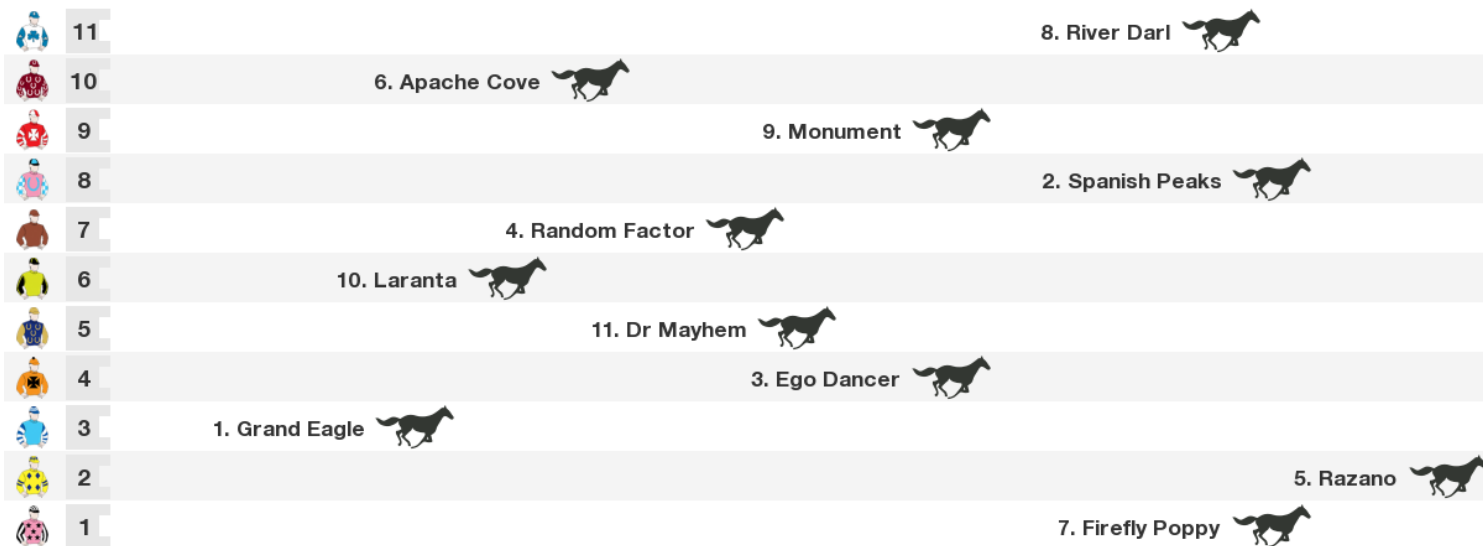 11 8. River Darl
10 6. Apache Cove
9 9. Monument
8 2. Spanish Peaks
7 4. Random Factor
6 10. Laranta
5 11. Dr Mayhem
4 3. Ego Dancer
3 1. Grand Eagle
2 5. Razano
1 7. Firefly Poppy